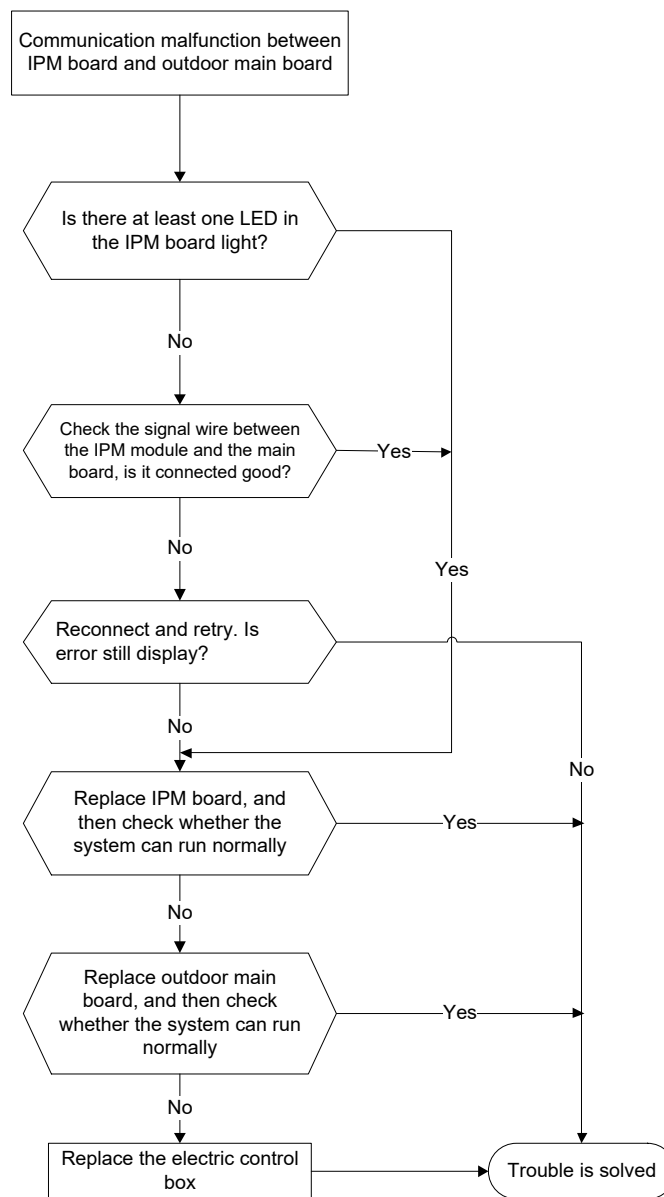 Communication malfunction between
IPM board and outdoor main board
Is there at least one LED in
the IPM board light?
No
Check the signal wire between
the IPM module and the main
board, is it connected good?
Yes
No
Yes
Reconnect and retry. Is
error still display?
No
No
Replace IPM board, and
then check whether the
system can run normally
Yes
No
Replace outdoor main
board, and then check
whether the system can run
normally
Yes
No
Replace the electric control
box
Trouble is solved